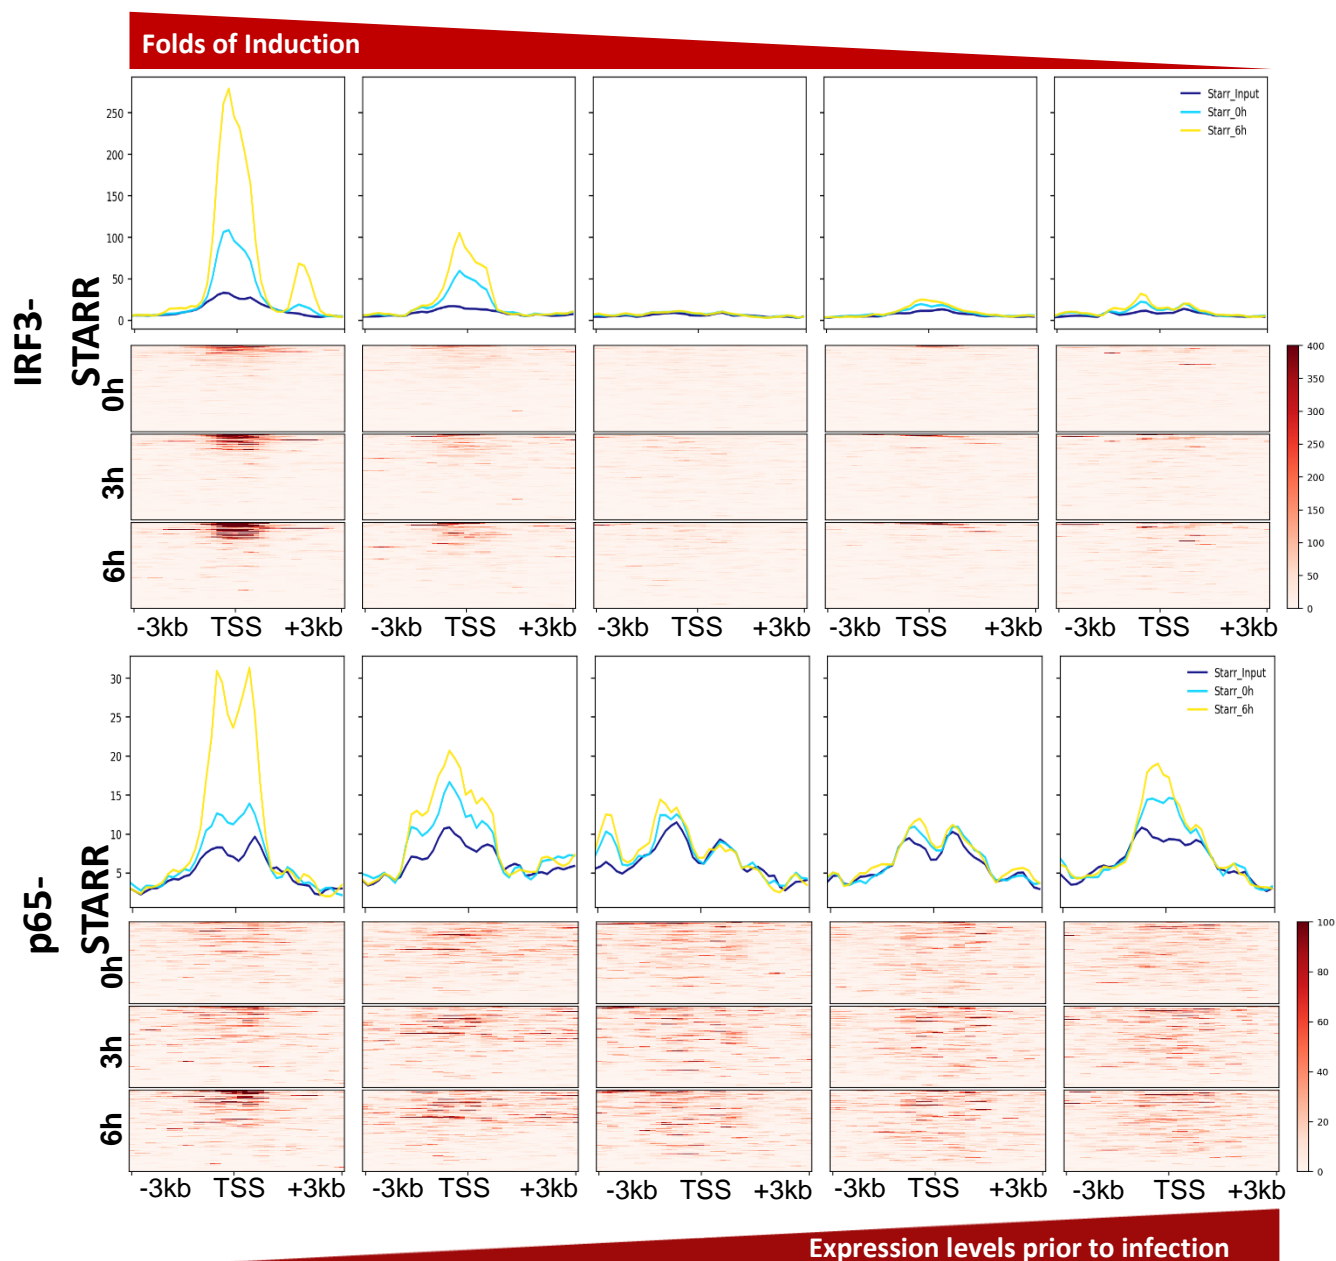 Folds of Induction
IRF3-
STARR
250
200
150
100
50
0
Starr_Input
Starr_0h
Starr_6h
0h
3h
6h
400
350
300
250
200
150
100
50
0
-3kb TSS +3kb -3kb TSS +3kb -3kb TSS +3kb -3kb TSS +3kb -3kb TSS +3kb
p65-
STARR
30
25
20
15
10
5
Starr_Input
Starr_0h
Starr_6h
0h
3h
6h
100
80
60
40
20
0
-3kb TSS +3kb -3kb TSS +3kb -3kb TSS +3kb -3kb TSS +3kb -3kb TSS +3kb
Expression levels prior to infection